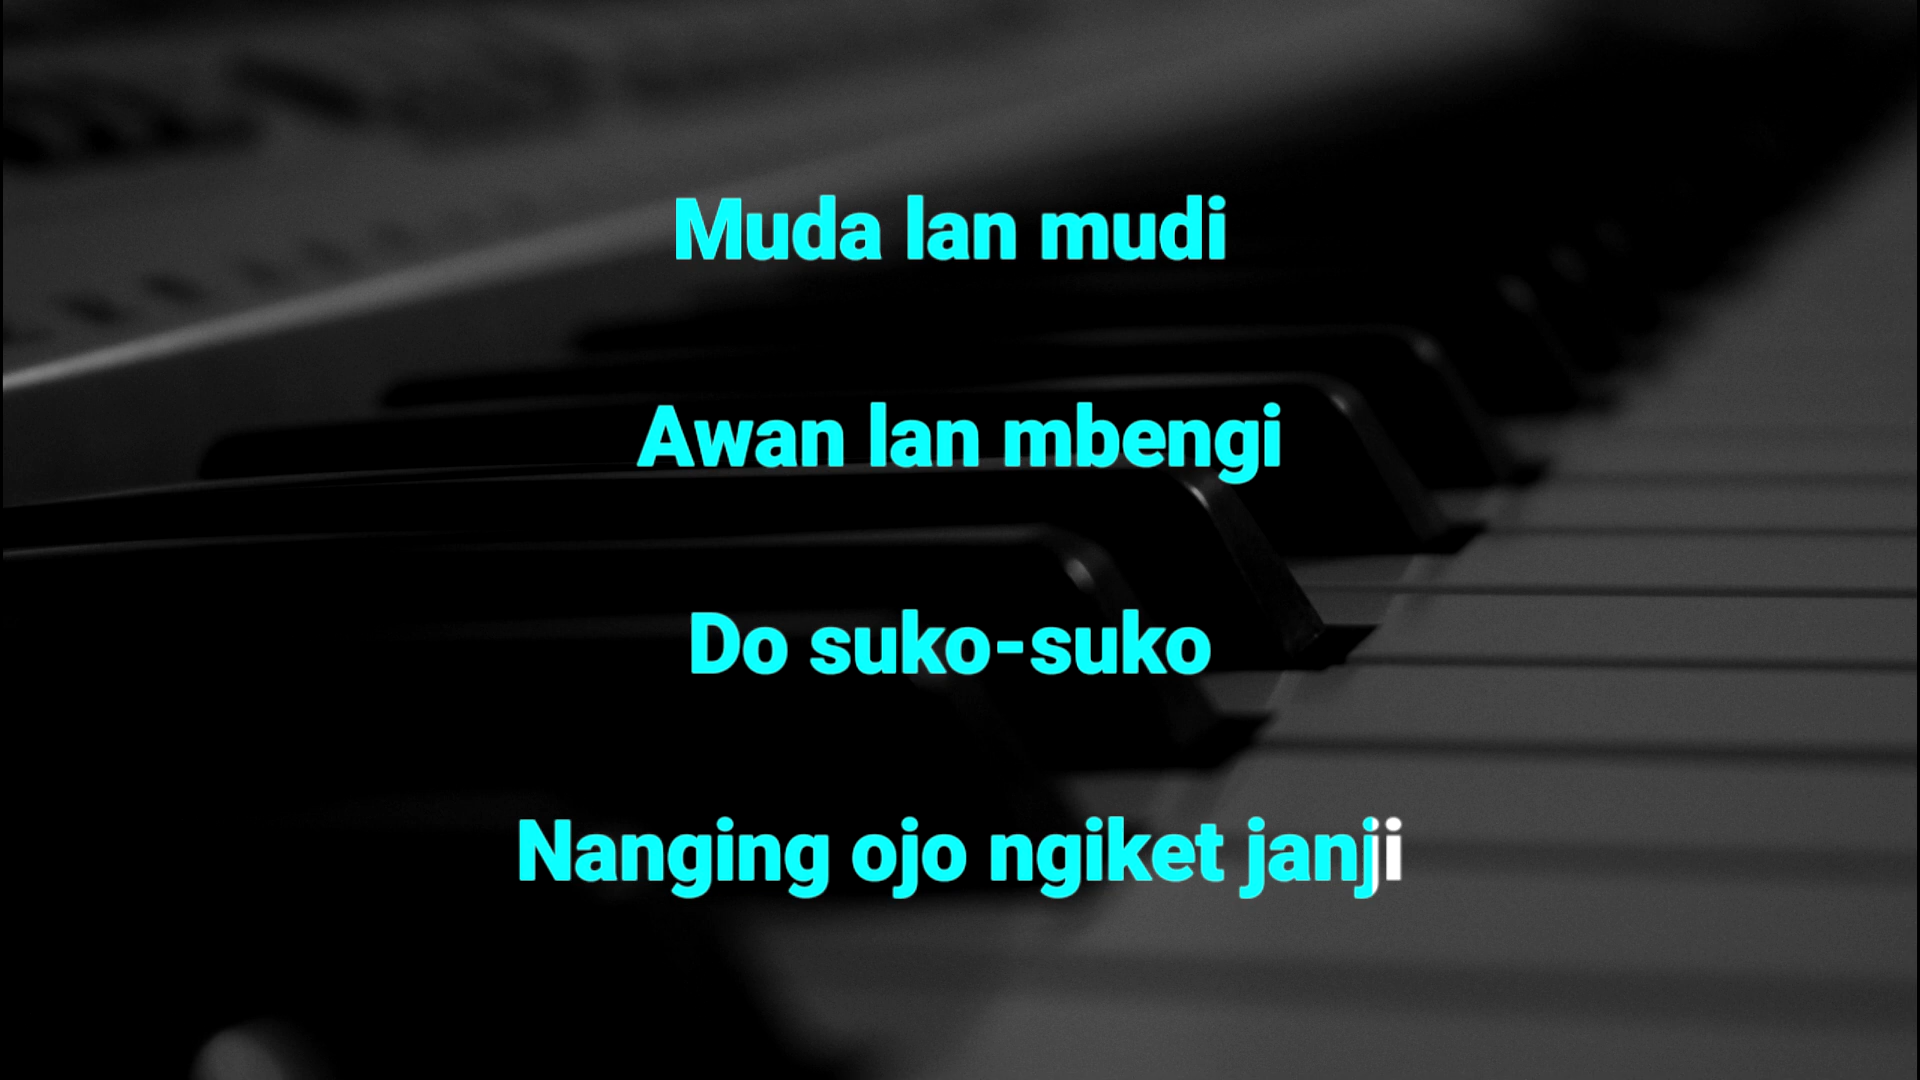 Muda lan mudi
Awan lan mbengi
Do suko-suko
Nanging ojo ngiket janji